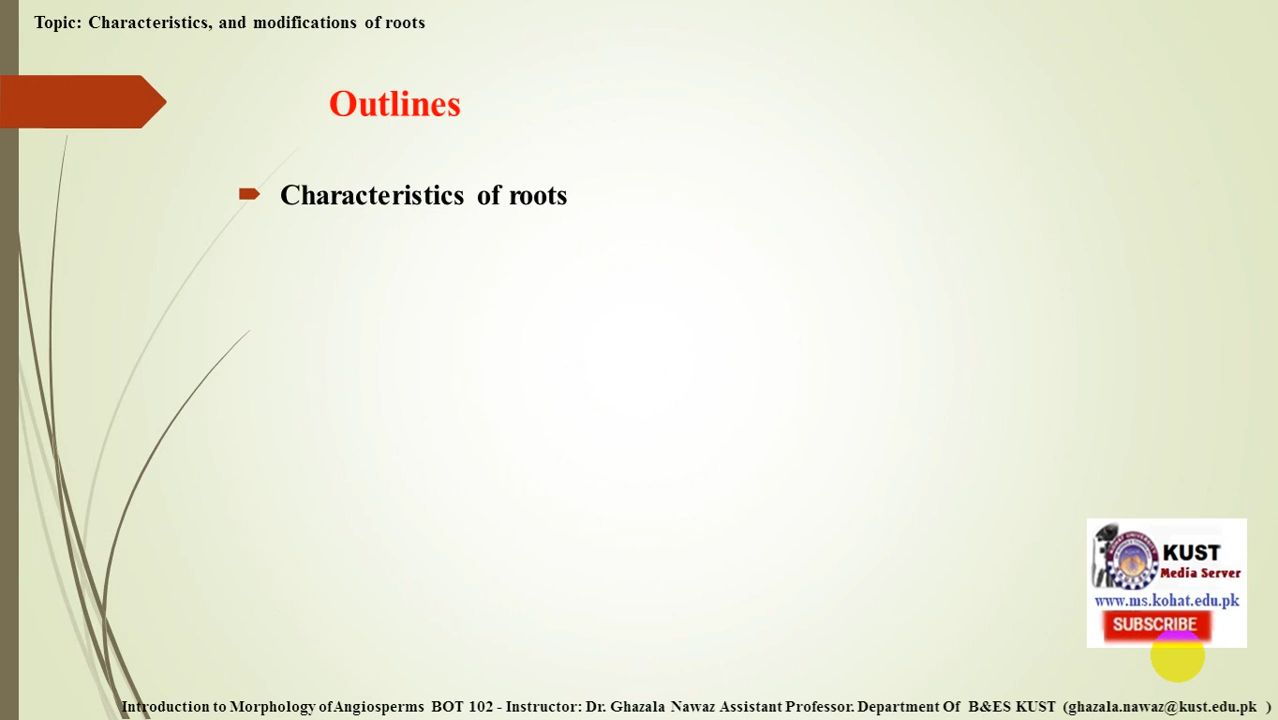 Topic: Characteristics, and modifications of roots
Outlines
Characteristics of roots
KUST
Media Server
www.ms.kohat.edu.pk
SUBSCRIBE
Introduction to Morphology of Angiosperms BOT 102 - Instructor: Dr. Ghazala Nawaz Assistant Professor. Department Of B&ES KUST (ghazala.nawaz@kust.edu.pk )